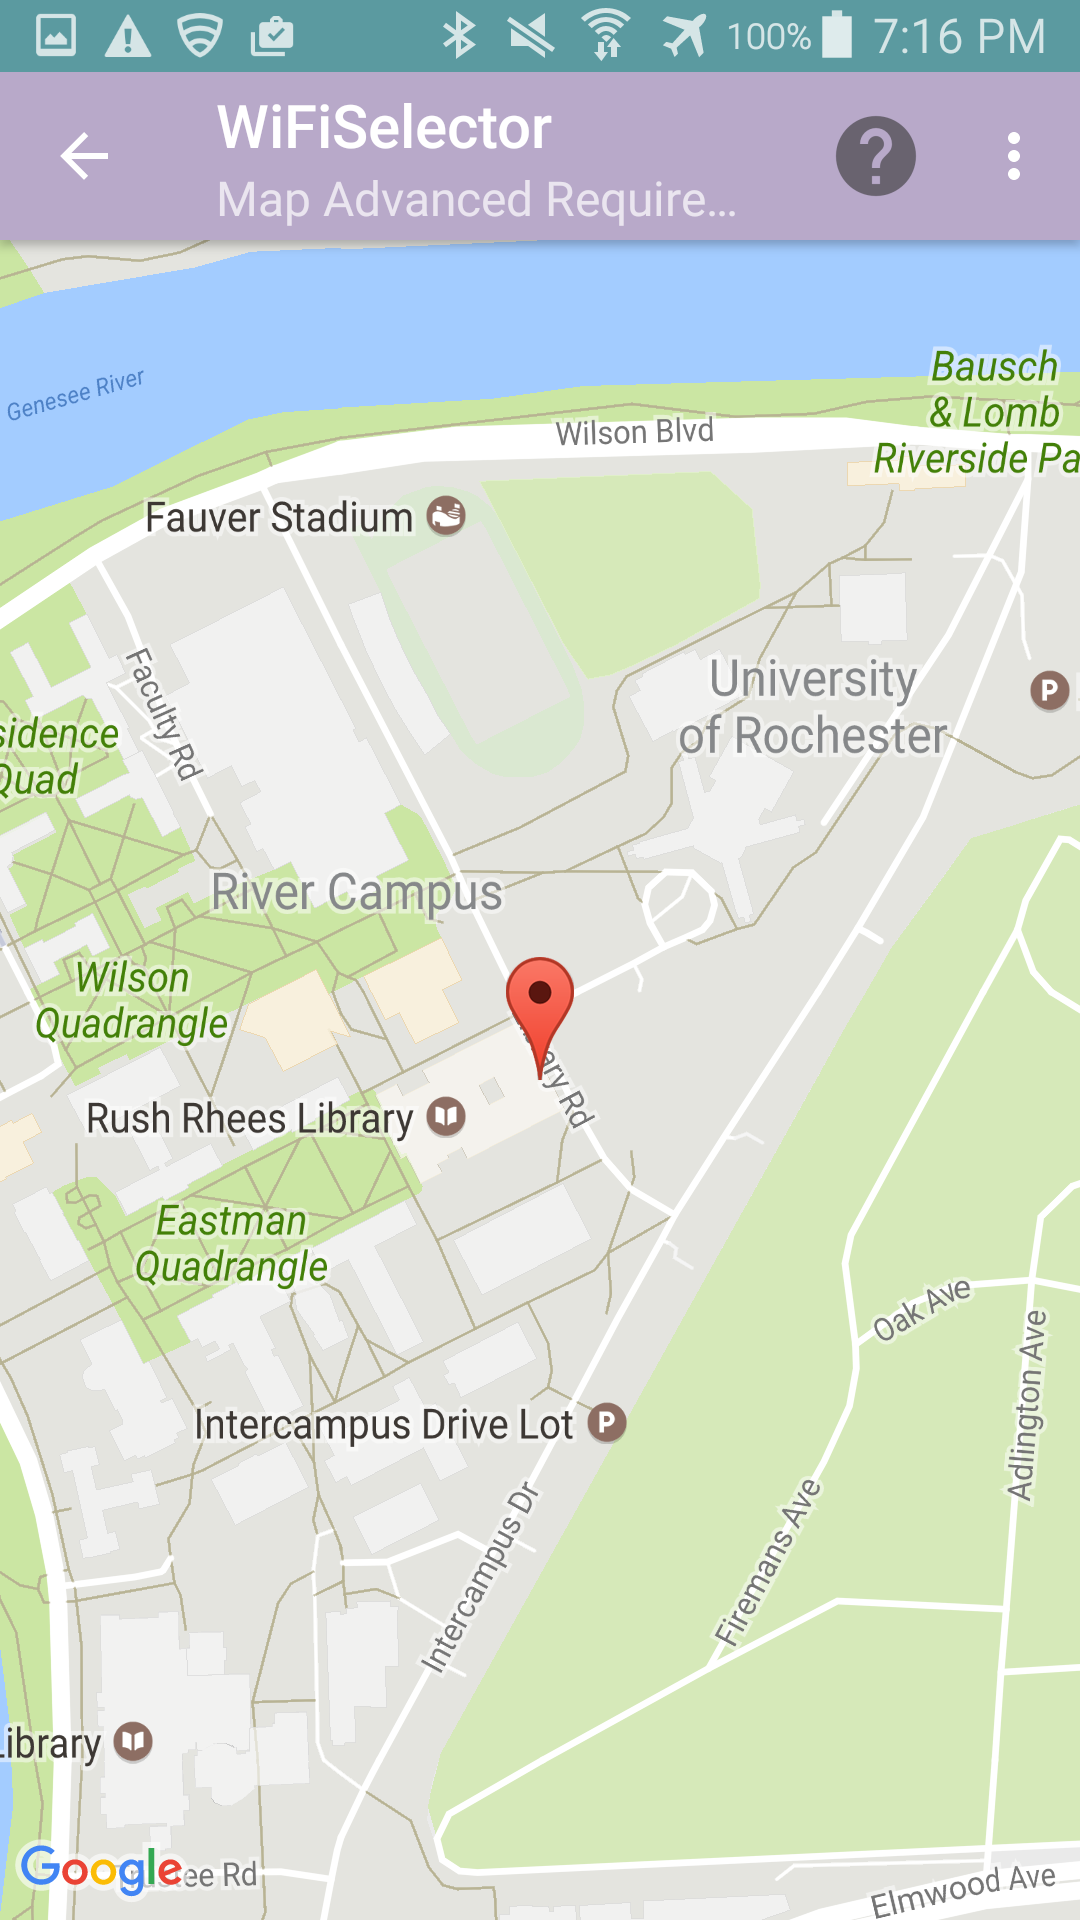 100% 7:16 PM
WiFiSelector
Map Advanced Require...
Genesee River
Bausch
& Lomb
Riverside Pa
Wilson Blvd
Fauver Stadium
Faculty Rd
University
of Rochester
P
sidence
Quad
River Campus
Wilson
Quadrangle
Rd
Rush Rhees Library
Eastman
Quadrangle
Oak Ave
Adlington Ave
Intercampus Drive Lot P
Intercampus Dr
Firemans Ave
Library
Google
Rd
Elmwood Ave